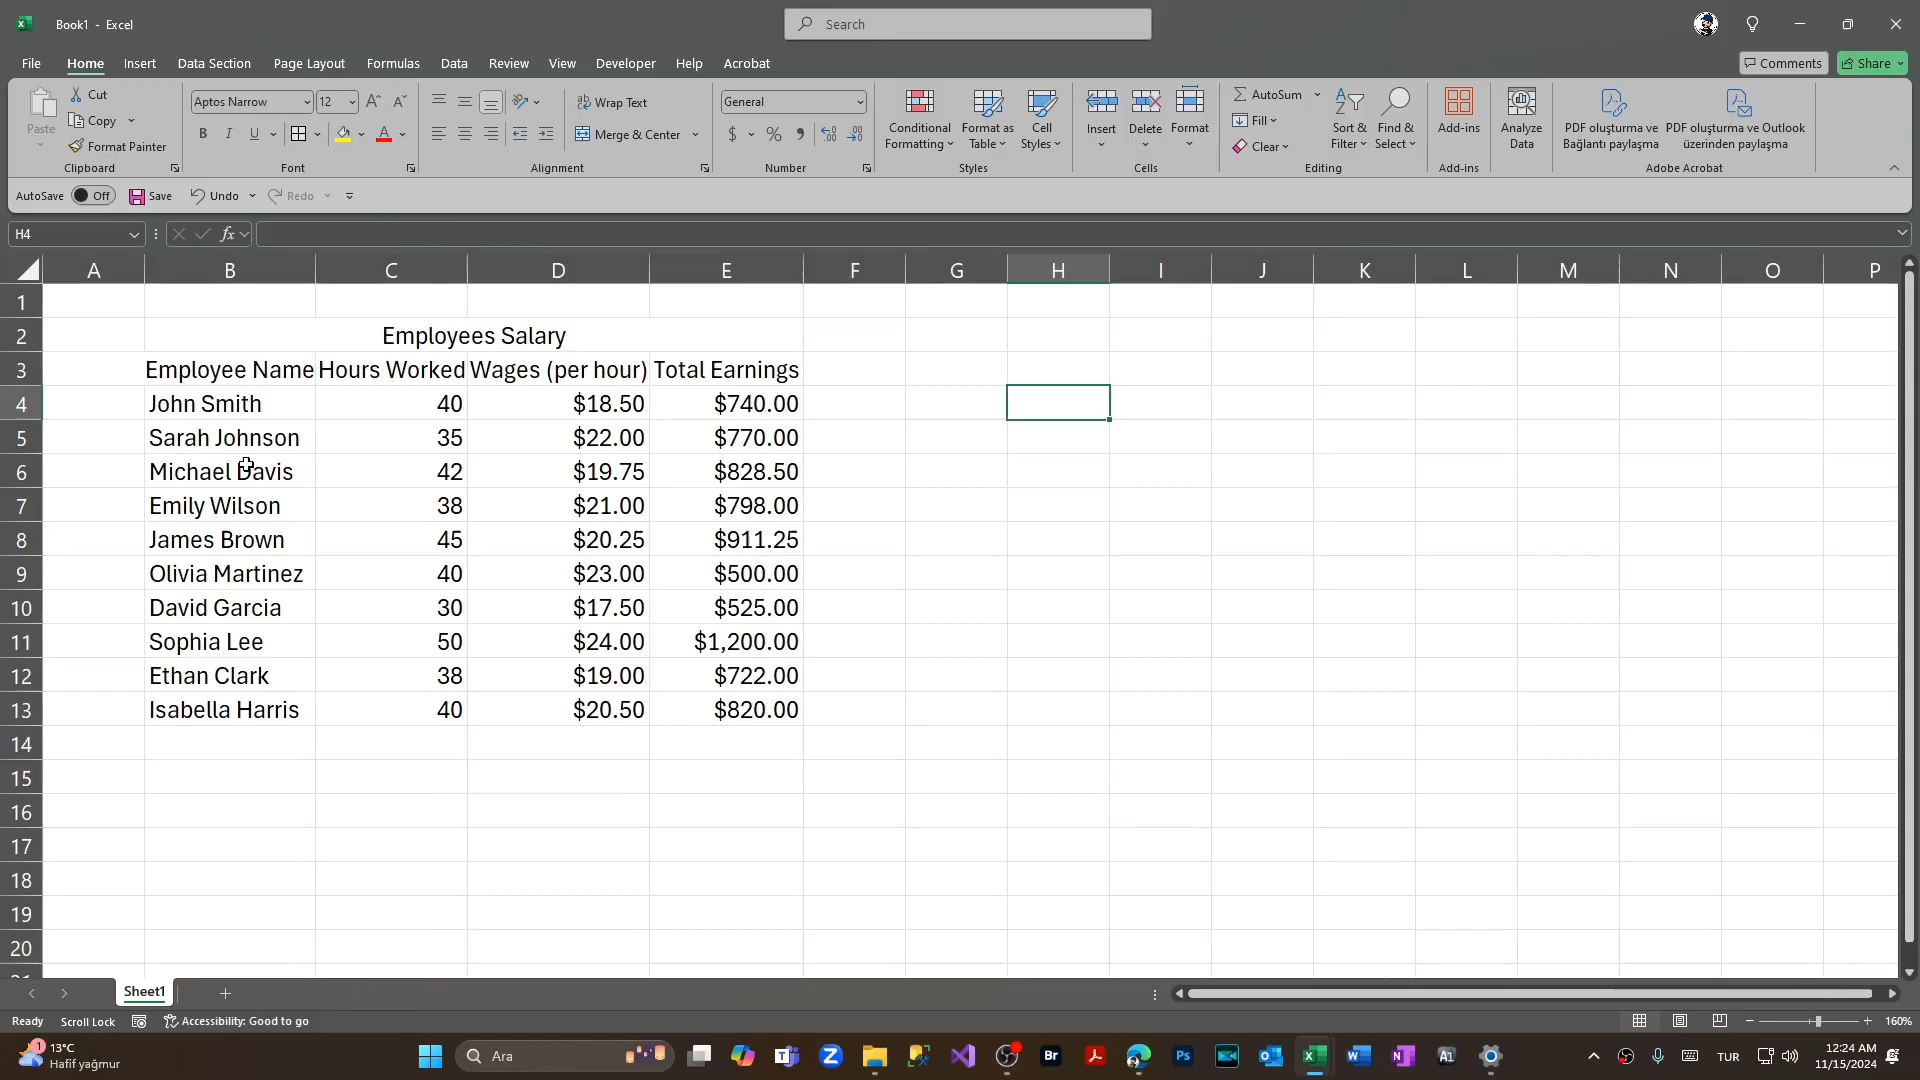 Book1 - Excel
Search
File Home Insert Data Section Page Layout Formulas Data Review View Developer Help Acrobat Comments Share
Paste
Cut
Copy
Format Painter
Clipboard
Aptos Narrow 12
B I U
Font
Wrap Text
Merge & Center
Alignment
General
$ % ,
Number
Conditional
Formatting
Format as
Table
Cell
Styles
Styles
Insert
Delete
Format
Cells
AutoSum
Fill
Clear
Sort &
Filter
Find &
Select
Editing
Add-ins
Add-ins
Analyze
Data
PDF oluşturma ve
Bağlantı paylaşma
PDF oluşturma ve Outlook
üzerinden paylaşma
Adobe Acrobat
AutoSave Off Save Undo Redo
H4 fx
A B C D E F G H I J K L M N O P
1
2 Employees Salary
3 Employee Name Hours Worked Wages (per hour) Total Earnings
4 John Smith 40 $18.50 $740.00
5 Sarah Johnson 35 $22.00 $770.00
6 Michael Davis 42 $19.75 $828.50
7 Emily Wilson 38 $21.00 $798.00
8 James Brown 45 $20.25 $911.25
9 Olivia Martinez 40 $23.00 $500.00
10 David Garcia 30 $17.50 $525.00
11 Sophia Lee 50 $24.00 $1,200.00
12 Ethan Clark 38 $19.00 $722.00
13 Isabella Harris 40 $20.50 $820.00
14
15
16
17
18
19
20
Sheet1
Ready Scroll Lock Accessibility: Good to go 160%
1 13°C
Hafif yağmur
Ara
Br Ps Ai
TUR
12:24 AM
11/15/2024